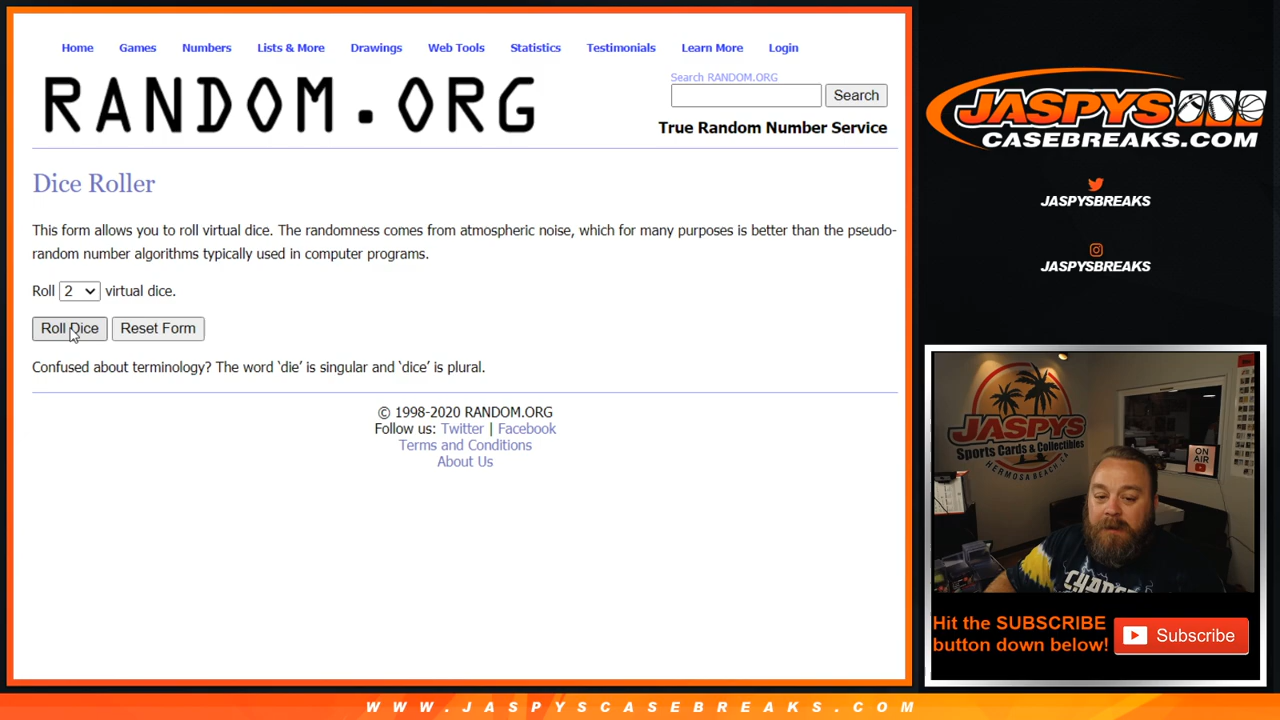 Home Games Numbers Lists & More Drawings Web Tools Statistics Testimonials Learn More Login
RANDOM.ORG
Search RANDOM.ORG
Search
True Random Number Service
Dice Roller
This form allows you to roll virtual dice. The randomness comes from atmospheric noise, which for many purposes is better than the pseudo-
random number algorithms typically used in computer programs.
Roll 2 virtual dice.
Roll Dice Reset Form
Confused about terminology? The word ‘die’ is singular and ‘dice’ is plural.
© 1998-2020 RANDOM.ORG
Follow us: Twitter | Facebook
Terms and Conditions
About Us
JASPYS
CASEBREAKS.COM
JASPYSBREAKS
JASPYSBREAKS
JASPYS
Sports Cards & Collectibles
HERMOSA BEACH, CA
ON
AIR
Hit the SUBSCRIBE
button down below!
Subscribe
WWW.JASPYSCASEBREAKS.COM